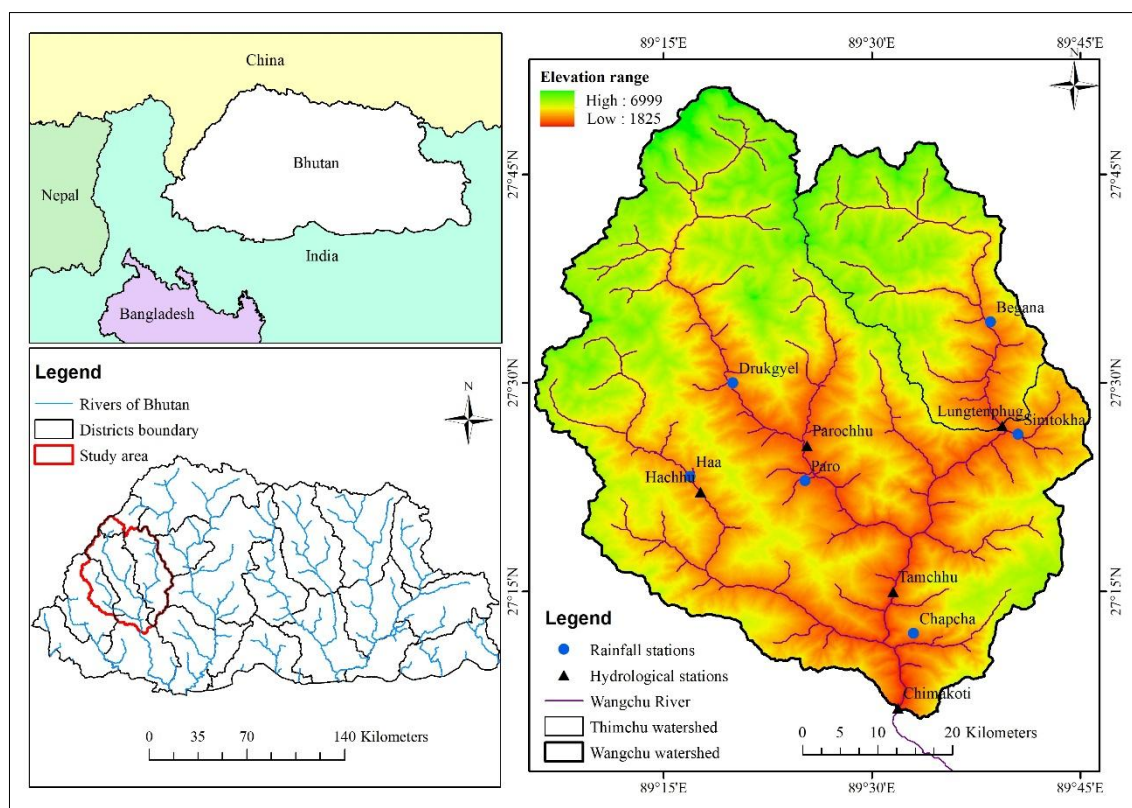 China
Nepal
Bhutan
India
Bangladesh
N
Legend
Rivers of Bhutan
Districts boundary
Study area
0 35 70 140 Kilometers
89°15'E 89°30'E 89°45'E
N
Elevation range
High : 6999
Low : 1825
27°45'N 27°45'N
Begana
27°30'N Drukgyel 27°30'N
Lungtenphug
Simtokha
Parochhu
Haa Paro
Hachhu
27°15'N Tamchhu 27°15'N
Chapcha
Chimakoti
Legend
Rainfall stations
Hydrological stations
Wangchu River
Thimchu watershed
Wangchu watershed
0 5 10 20 Kilometers
89°15'E 89°30'E 89°45'E